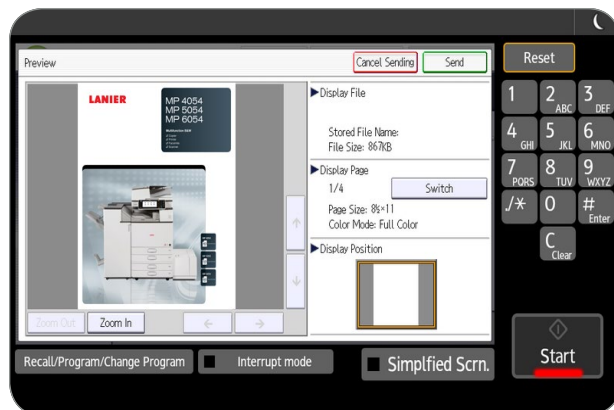 Preview
Cancel Sending
Send
Reset
LANIER
MP 4054
MP 5054
MP 6054
Display File
Stored File Name:
File Size: 867KB
Display Page
1/4
Switch
Page Size: 8½×11
Color Mode: Full Color
Display Position
Zoom Out
Zoom In
1
2 ABC
3 DEF
4 GHI
5 JKL
6 MNO
7 PQRS
8 TUV
9 WXYZ
./*
0
# Enter
C Clear
Recall/Program/Change Program
Interrupt mode
Simplfied Scrn.
Start